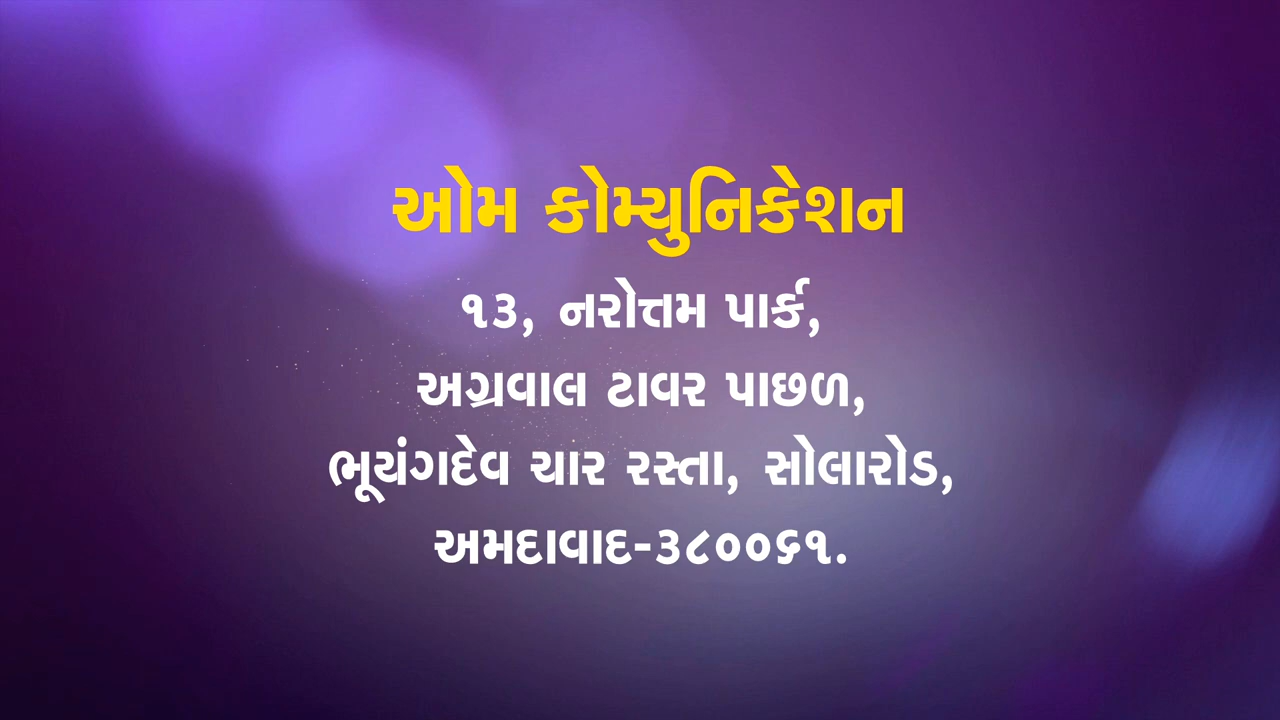 ઓમ કોમ્યુનિકેશન
૧૩, નરોત્તમ પાર્ક,
અગ્રવાલ ટાવર પાછળ,
ભૂયંગદેવ ચાર રસ્તા, સોલારોડ,
અમદાવાદ-૩૮૦૦૬૧.